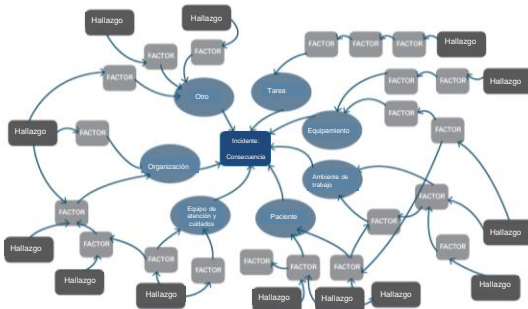 Hallazgo
Hallazgo
FACTOR
FACTOR
FACTOR
FACTOR
Hallazgo
FACTOR
FACTOR
FACTOR
FACTOR
FACTOR
Hallazgo
Otro
Tarea
FACTOR
Hallazgo
FACTOR
Incidente:
Consecuencia
Equipamiento
FACTOR
Organización
Ambiente de
trabajo
FACTOR
FACTOR
Equipo de
atención y
cuidados
Paciente
FACTOR
Hallazgo
FACTOR
Hallazgo
FACTOR
FACTOR
FACTOR
FACTOR
FACTOR
FACTOR
FACTOR
Hallazgo
Hallazgo
Hallazgo
Hallazgo
Hallazgo
Hallazgo